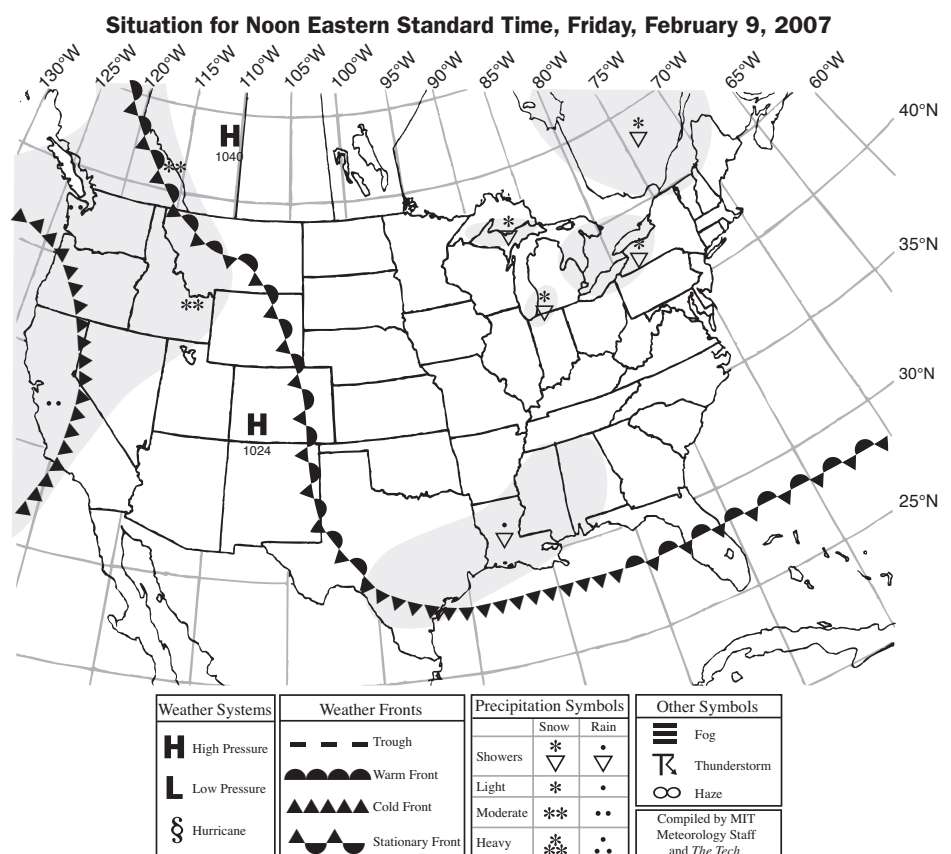 Situation for Noon Eastern Standard Time, Friday, February 9, 2007
130°W 125°W 120°W 115°W 110°W 105°W 100°W 95°W 90°W 85°W 80°W 75°W 70°W 65°W 60°W
40°N
H
1040
35°N
30°N
H
1024
25°N
Weather Systems
H High Pressure
L Low Pressure
§ Hurricane
Weather Fronts
Trough
Warm Front
Cold Front
Stationary Front
Precipitation Symbols
Snow Rain
Showers
Light
Moderate
Heavy
Other Symbols
Fog
Thunderstorm
Haze
Compiled by MIT
Meteorology Staff
and The Tech